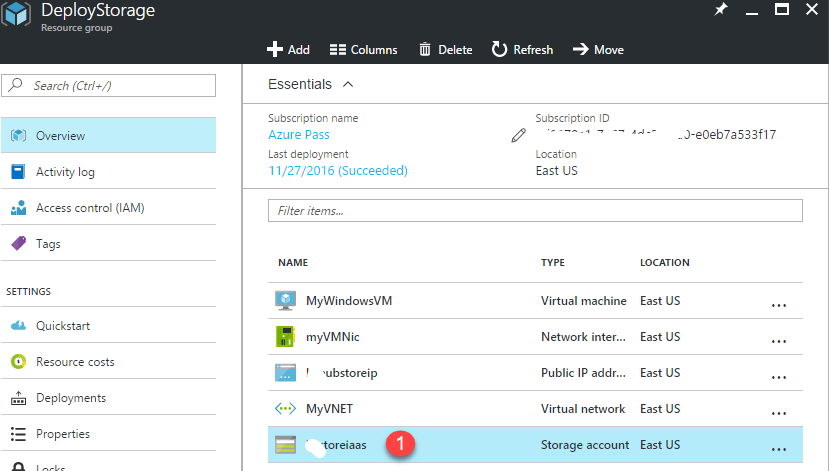 DeployStorage
Resource group
Add Columns Delete Refresh Move
Search (Ctrl+/)
Overview
Activity log
Access control (IAM)
Tags
SETTINGS
Quickstart
Resource costs
Deployments
Properties
Locks
Essentials
Subscription name
Azure Pass
Subscription ID
0-e0eb7a533f17
Last deployment
11/27/2016 (Succeeded)
Location
East US
Filter items...
NAME TYPE LOCATION
MyWindowsVM Virtual machine East US ...
myVMNic Network inter... East US ...
ubstoreip Public IP addr... East US ...
MyVNET Virtual network East US ...
toreiaas 1 Storage account East US ...